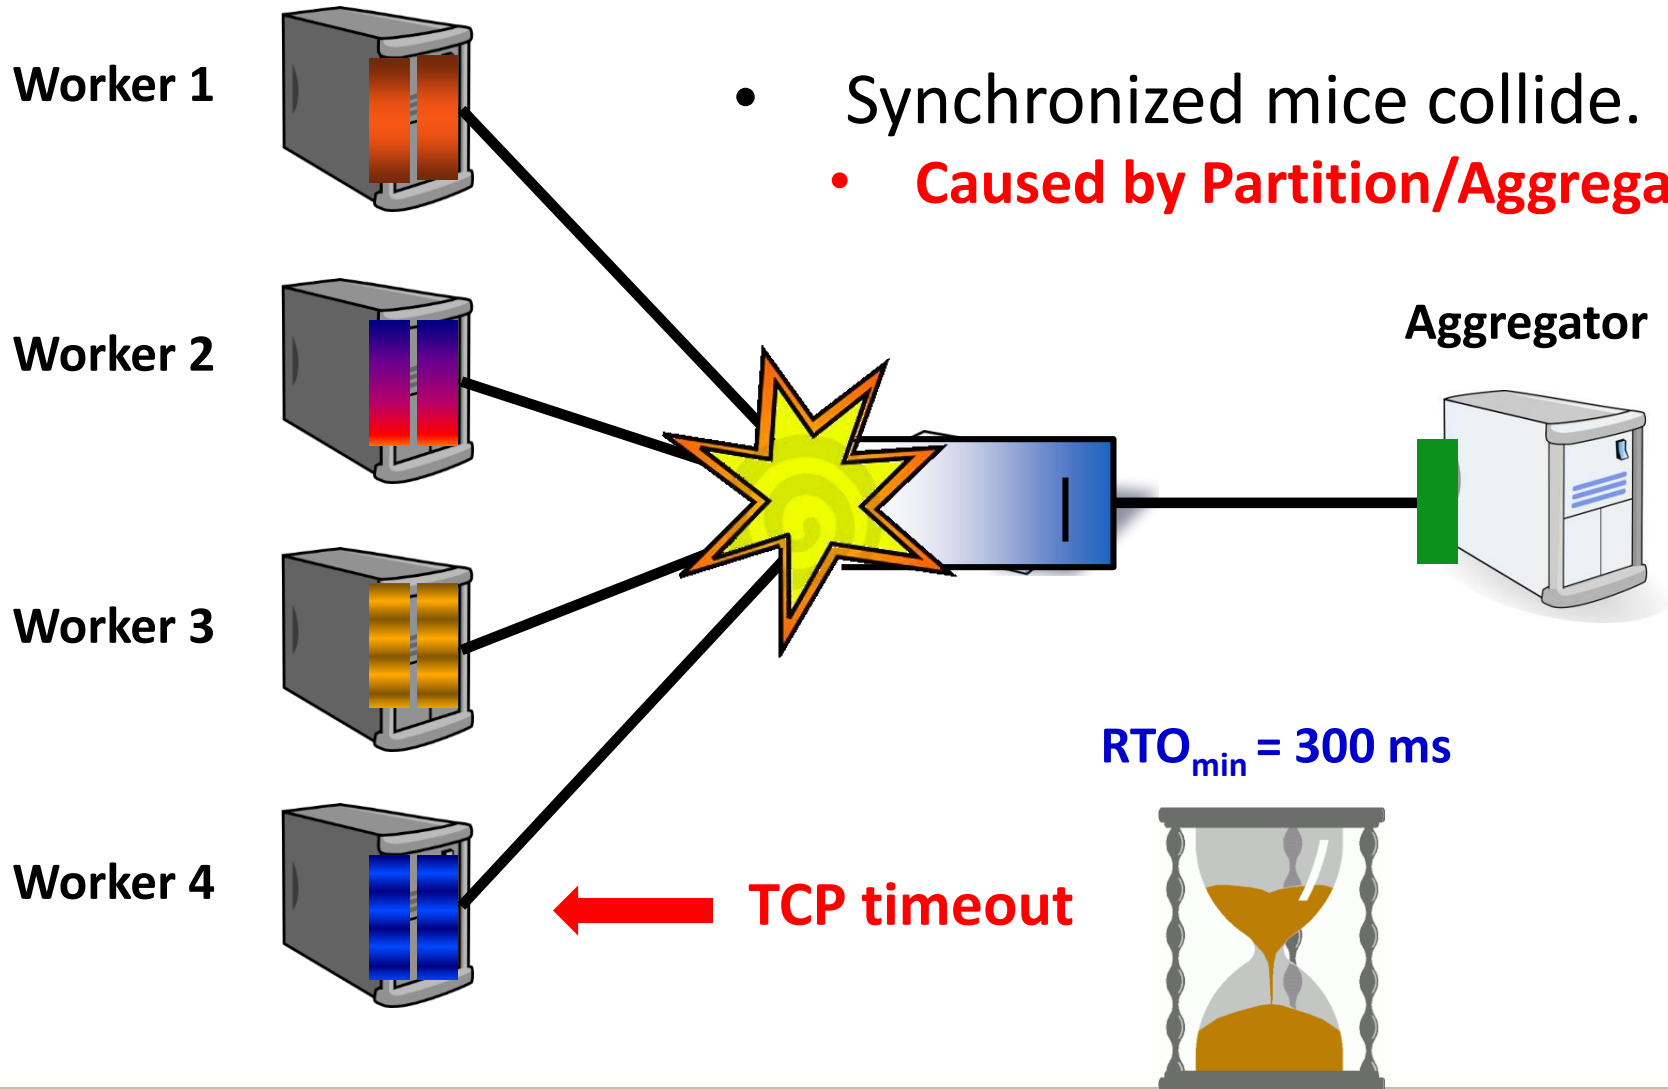 Worker 1
• Synchronized mice collide.
• Caused by Partition/Aggrega
Worker 2
Aggregator
Worker 3
RTOmin = 300 ms
Worker 4
TCP timeout